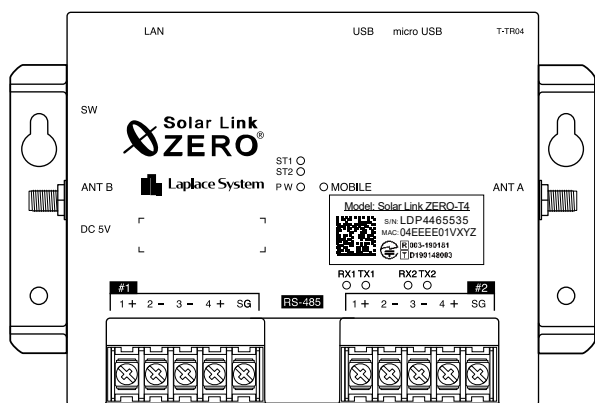 LAN USB micro USB T-TR04
SW
Solar Link
ZERO®
ST1
ST2
ANT B Laplace System PW MOBILE ANT A
Model: Solar Link ZERO-T4
S/N: LDP4465535
MAC: 04EEEE01VXYZ
DC 5V
R 003-190181
T D190148003
RX1 TX1 RX2 TX2
#1 #2
1 + 2 - 3 - 4 + SG RS-485 1 + 2 - 3 - 4 + SG